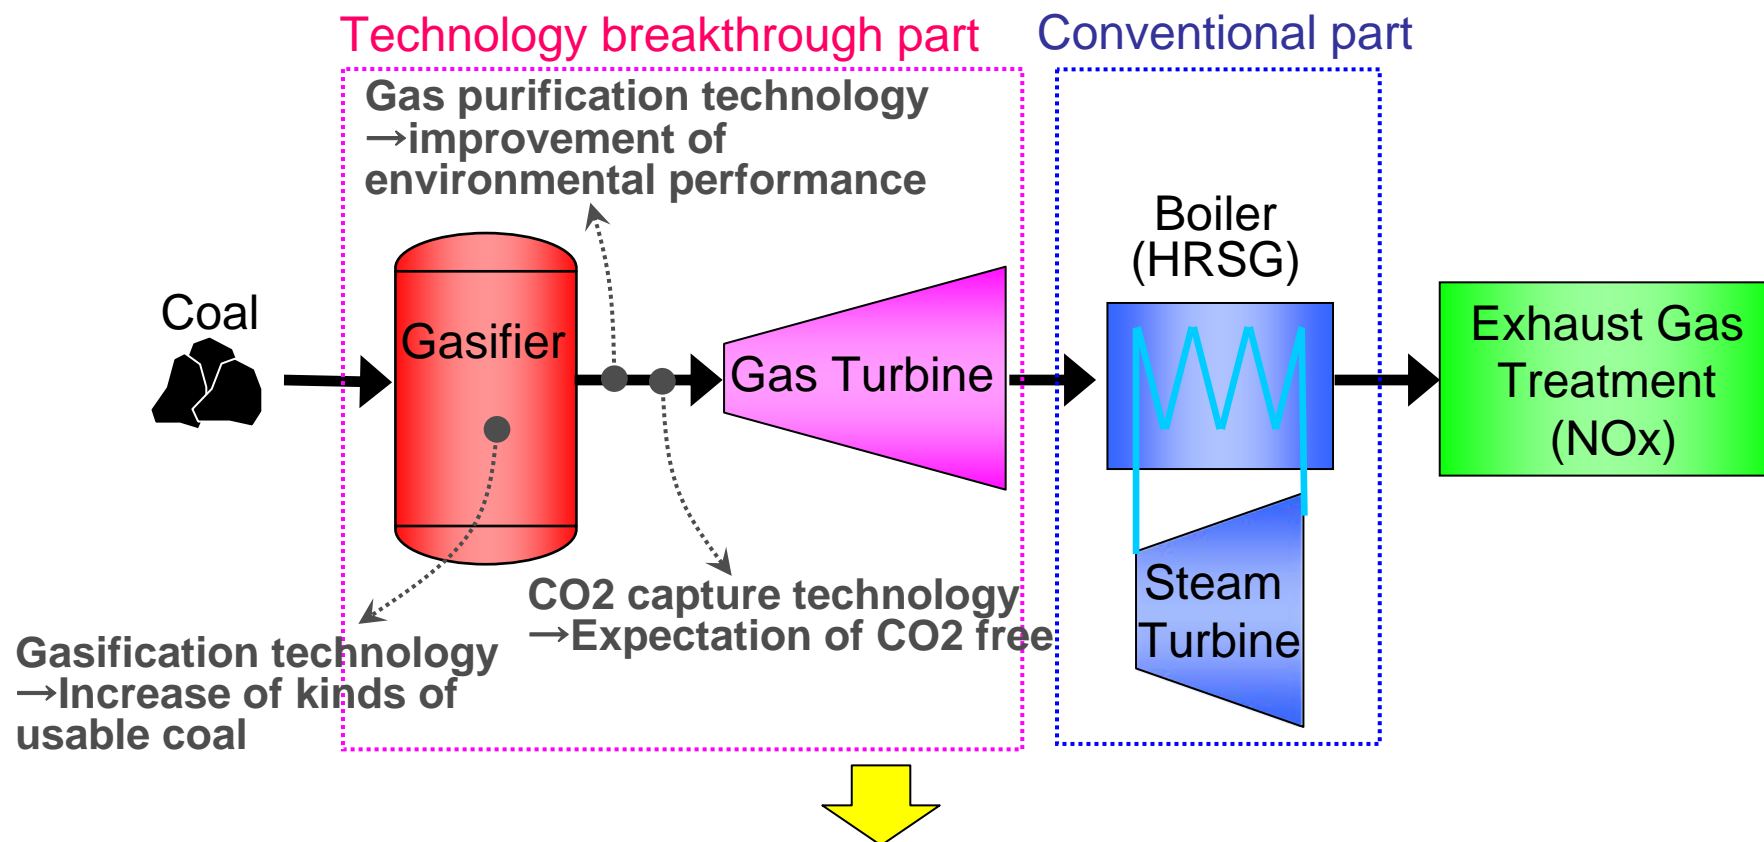 Technology breakthrough part
Conventional part
Gas purification technology
→improvement of
environmental performance
Boiler
(HRSG)
Coal
Gasifier
Gas Turbine
Exhaust Gas
Treatment
(NOx)
Steam
Turbine
CO2 capture technology
→Expectation of CO2 free
Gasification technology
→Increase of kinds of
usable coal